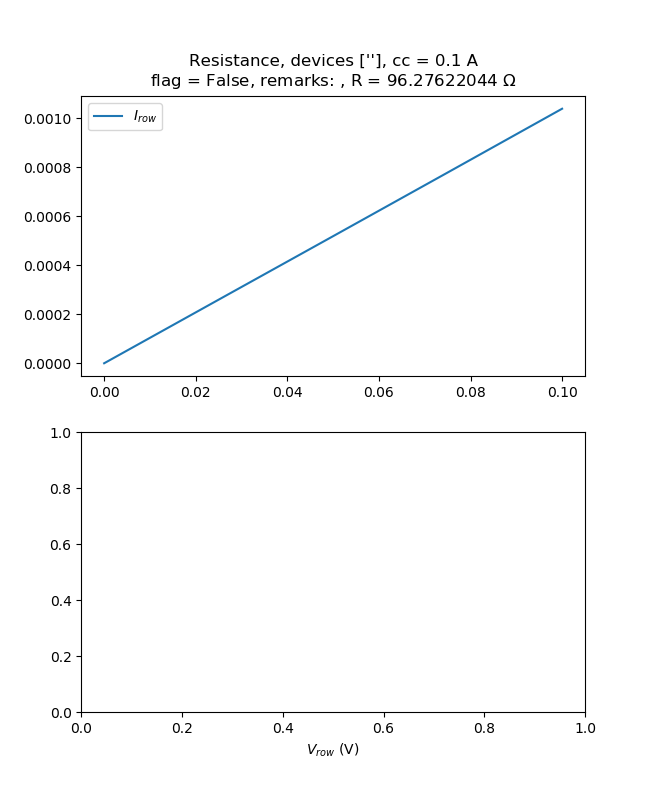 Resistance, devices [''], cc = 0.1 A
flag = False, remarks: , R = 96.27622044 Ω
I_row
0.0010
0.0008
0.0006
0.0004
0.0002
0.0000
0.00 0.02 0.04 0.06 0.08 0.10
1.0
0.8
0.6
0.4
0.2
0.0
0.0 0.2 0.4 0.6 0.8 1.0
V_row (V)